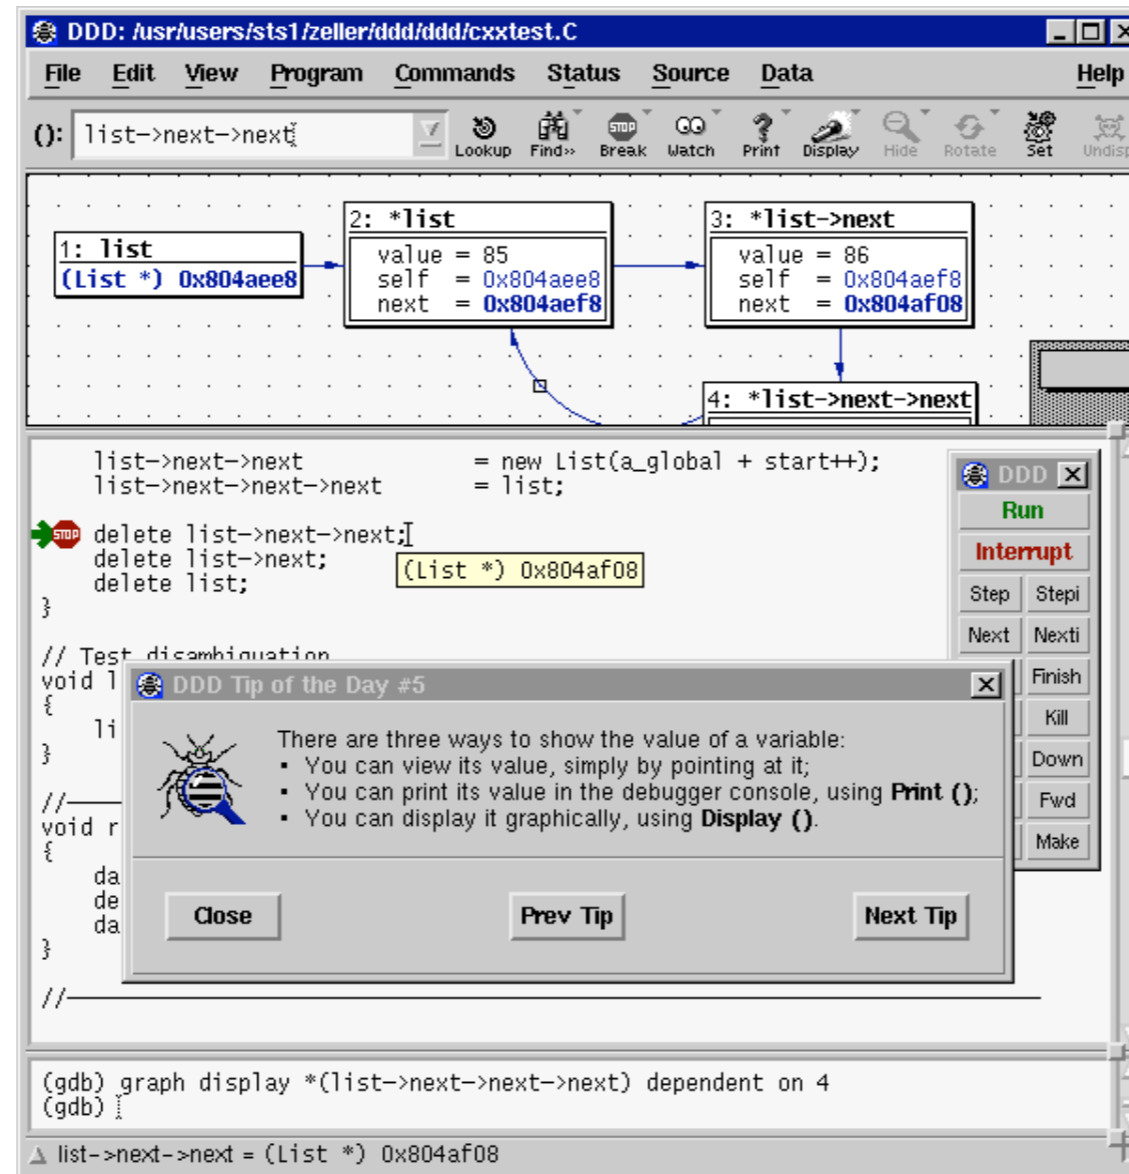 DDD: /usr/users/sts1/zeller/ddd/ddd/cxxtest.C
File Edit View Program Commands Status Source Data Help
(): list->next->next
Lookup Find» Break Watch Print Display Hide Rotate Set Undisp
1: list
(List *) 0x804aee8
2: *list
value = 85
self = 0x804aee8
next = 0x804aef8
3: *list->next
value = 86
self = 0x804aef8
next = 0x804af08
4: *list->next->next
list->next->next = new List(a_global + start++);
list->next->next->next = list;
STOP delete list->next->next;
delete list->next;
delete list;
}
(List *) 0x804af08
// Test disambiguation
void l
{
li
}
//
void r
{
da
de
da
}
//
DDD
Run
Interrupt
Step Stepi
Next Nexti
Finish
Kill
Down
Fwd
Make
DDD Tip of the Day #5
There are three ways to show the value of a variable:
▪ You can view its value, simply by pointing at it;
▪ You can print its value in the debugger console, using Print ();
▪ You can display it graphically, using Display ().
Close Prev Tip Next Tip
(gdb) graph display *(list->next->next->next) dependent on 4
(gdb)
list->next->next = (List *) 0x804af08